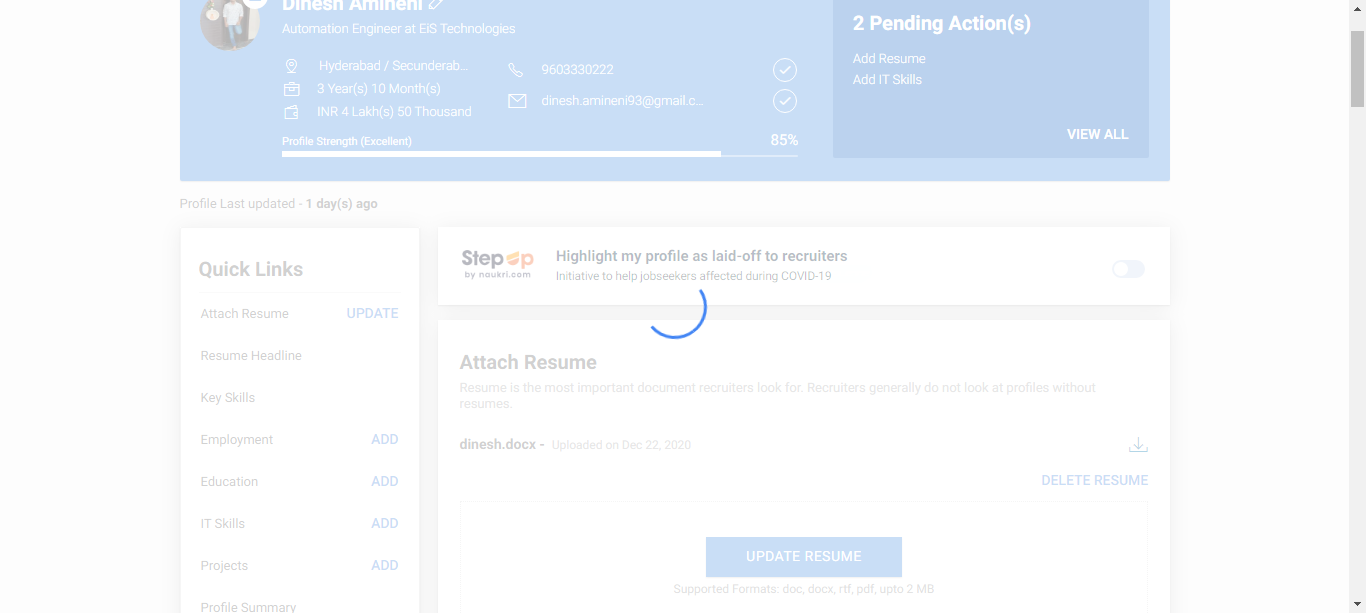 Dinesh Amineni
Automation Engineer at EiS Technologies
Hyderabad / Secunderab...
3 Year(s) 10 Month(s)
INR 4 Lakh(s) 50 Thousand
9603330222
dinesh.amineni93@gmail.c...
Profile Strength (Excellent)
85%
2 Pending Action(s)
Add Resume
Add IT Skills
VIEW ALL
Profile Last updated - 1 day(s) ago
Quick Links
Attach Resume UPDATE
Resume Headline
Key Skills
Employment ADD
Education ADD
IT Skills ADD
Projects ADD
Profile Summary
Step Up
by naukri.com
Highlight my profile as laid-off to recruiters
Initiative to help jobseekers affected during COVID-19
Attach Resume
Resume is the most important document recruiters look for. Recruiters generally do not look at profiles without
resumes.
dinesh.docx - Uploaded on Dec 22, 2020
DELETE RESUME
UPDATE RESUME
Supported Formats: doc, docx, rtf, pdf, upto 2 MB